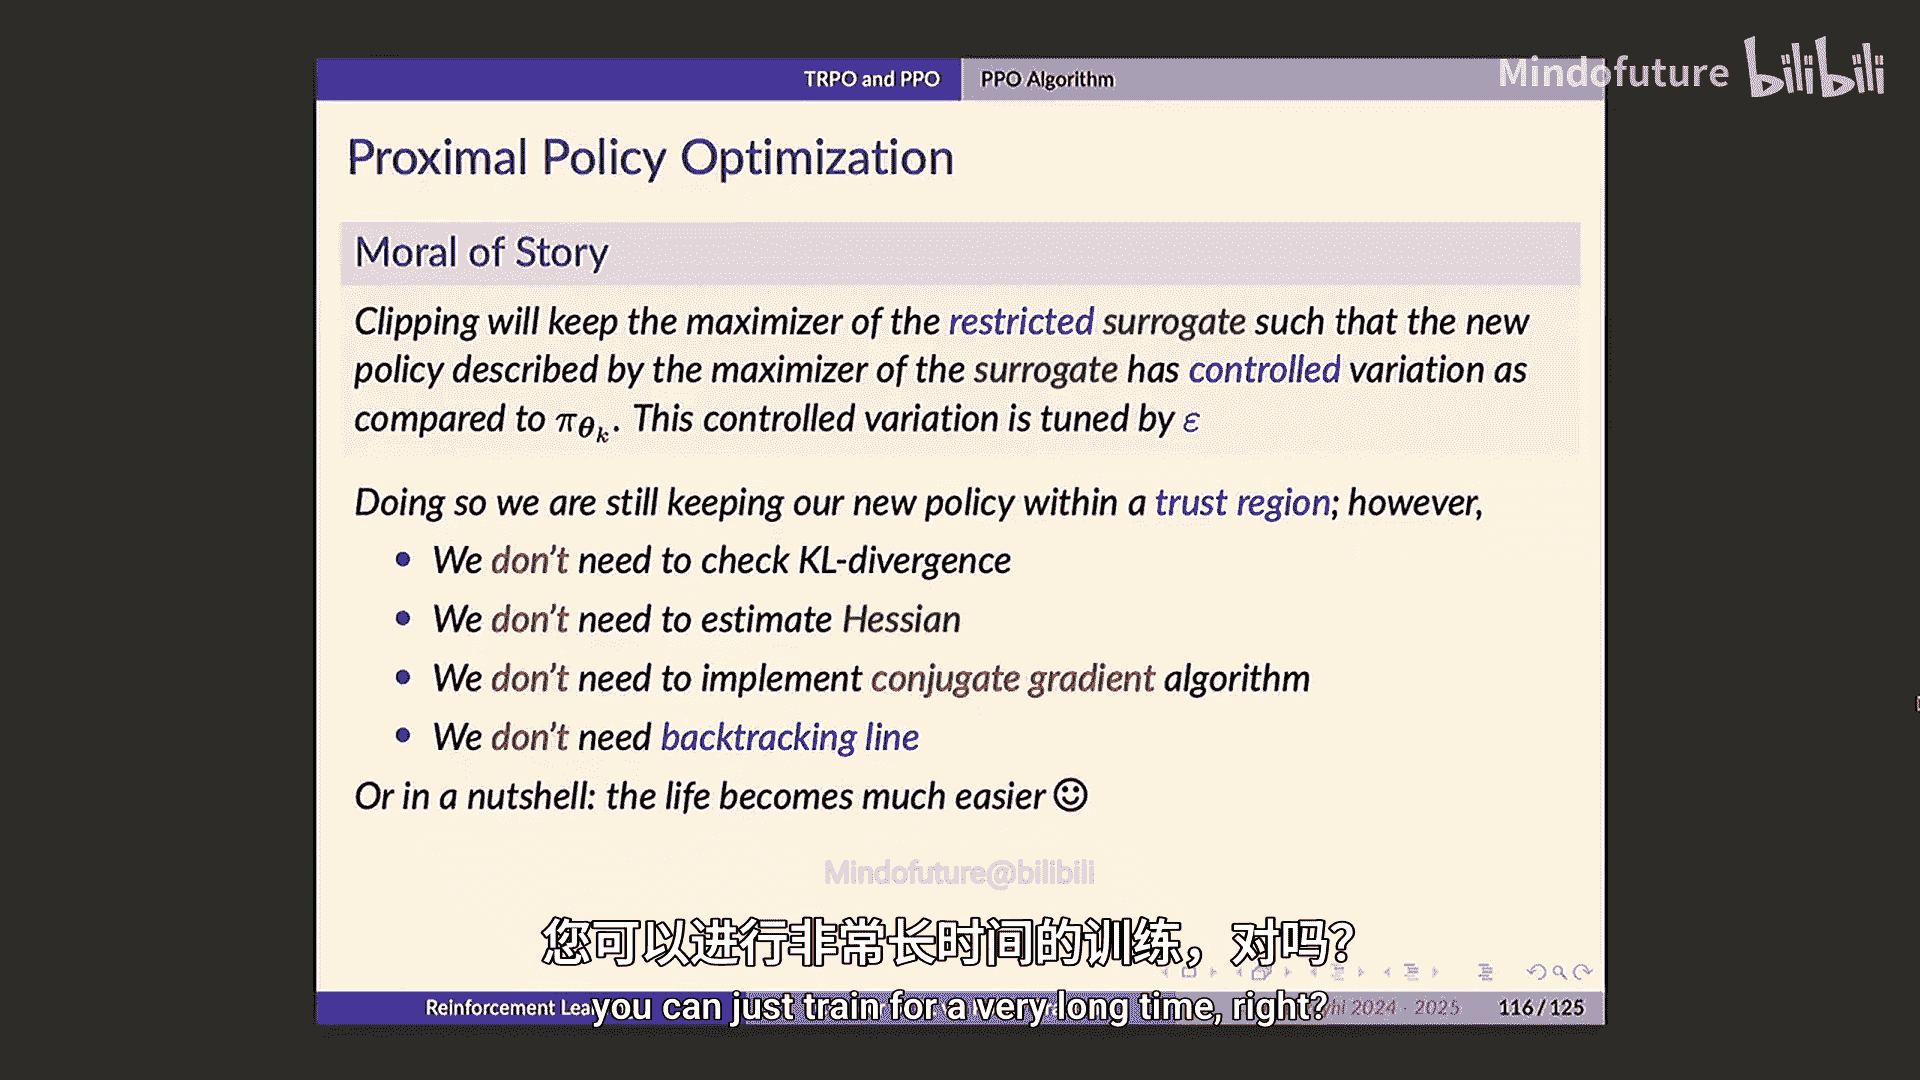 Mindofuture bilibili
TRPO and PPO PPO Algorithm
Proximal Policy Optimization
Moral of Story
Clipping will keep the maximizer of the restricted surrogate such that the new
policy described by the maximizer of the surrogate has controlled variation as
compared to π_θ_k. This controlled variation is tuned by ε
Doing so we are still keeping our new policy within a trust region; however,
• We don't need to check KL-divergence
• We don't need to estimate Hessian
• We don't need to implement conjugate gradient algorithm
• We don't need backtracking line
Or in a nutshell: the life becomes much easier ☺
Mindofuture@bilibili
您可以进行非常长时间的训练，对吗？
Reinforcement 2024 - 2025 116 / 125
you can just train for a very long time, right?